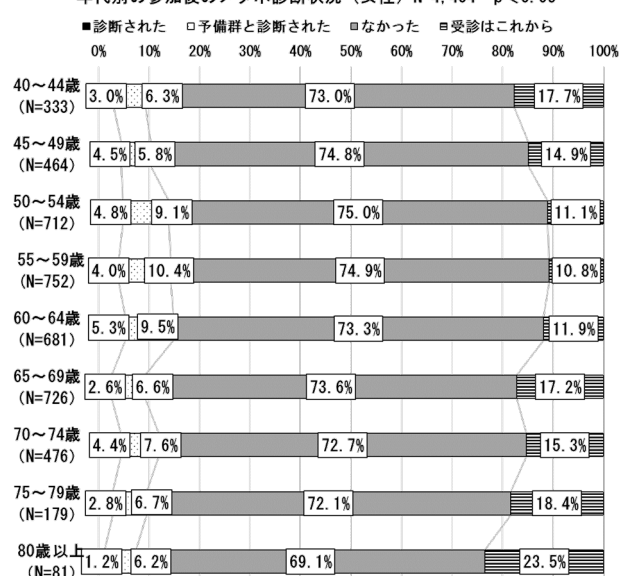 ■診断された □予備群と診断された ■なかった 目受診はこれから
0% 10% 20% 30% 40% 50% 60% 70% 80% 90% 100%
40～44歳
(N=333)
3.0% 6.3% 73.0% 17.7%
45～49歳
(N=464)
4.5% 5.8% 74.8% 14.9%
50～54歳
(N=712)
4.8% 9.1% 75.0% 11.1%
55～59歳
(N=752)
4.0% 10.4% 74.9% 10.8%
60～64歳
(N=681)
5.3% 9.5% 73.3% 11.9%
65～69歳
(N=726)
2.6% 6.6% 73.6% 17.2%
70～74歳
(N=476)
4.4% 7.6% 72.7% 15.3%
75～79歳
(N=179)
2.8% 6.7% 72.1% 18.4%
80歳以上
(N=81)
1.2% 6.2% 69.1% 23.5%